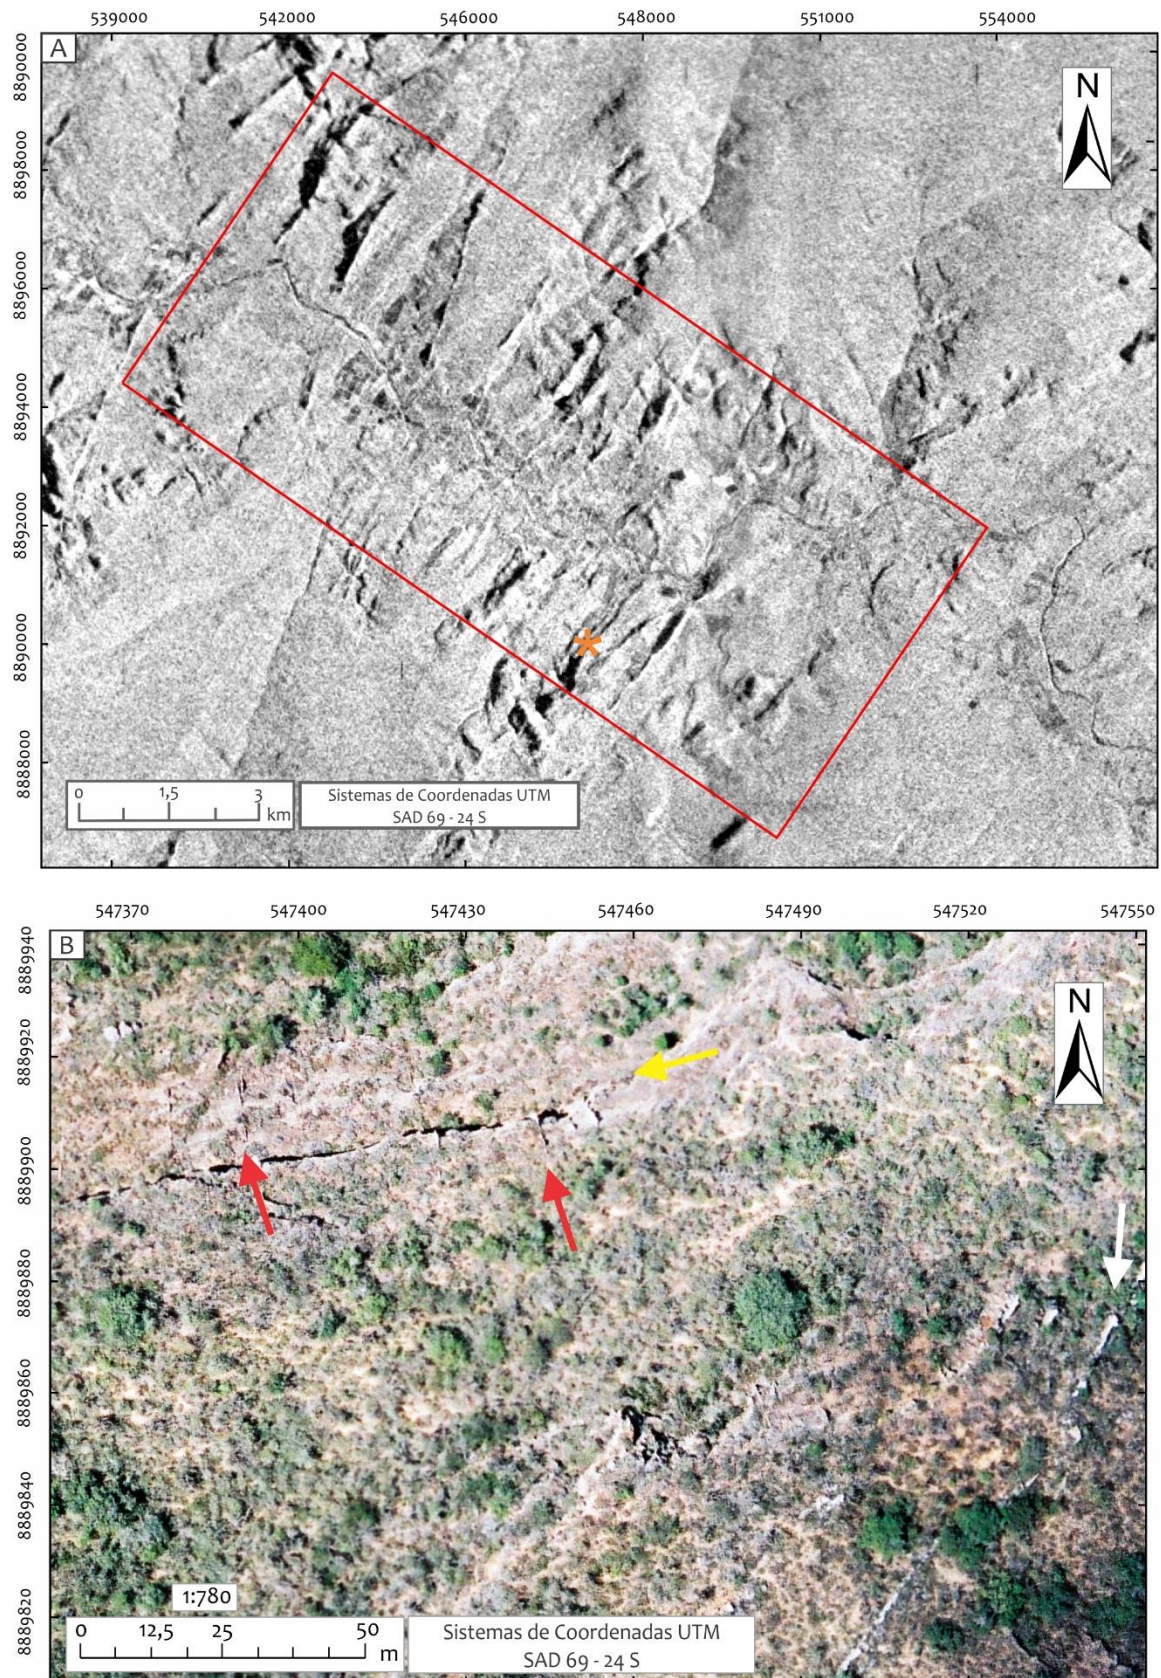 539000 542000 546000 548000 551000 554000
A
N
8890000
8898000
8896000
8894000
8892000
8890000
8888000
0 1,5 3
km
Sistemas de Coordenadas UTM
SAD 69 - 24 S
547370 547400 547430 547460 547490 547520 547550
B
N
8889940
8889920
8889900
8889880
8889860
8889840
8889820
1:780
0 12,5 25 50
m
Sistemas de Coordenadas UTM
SAD 69 - 24 S